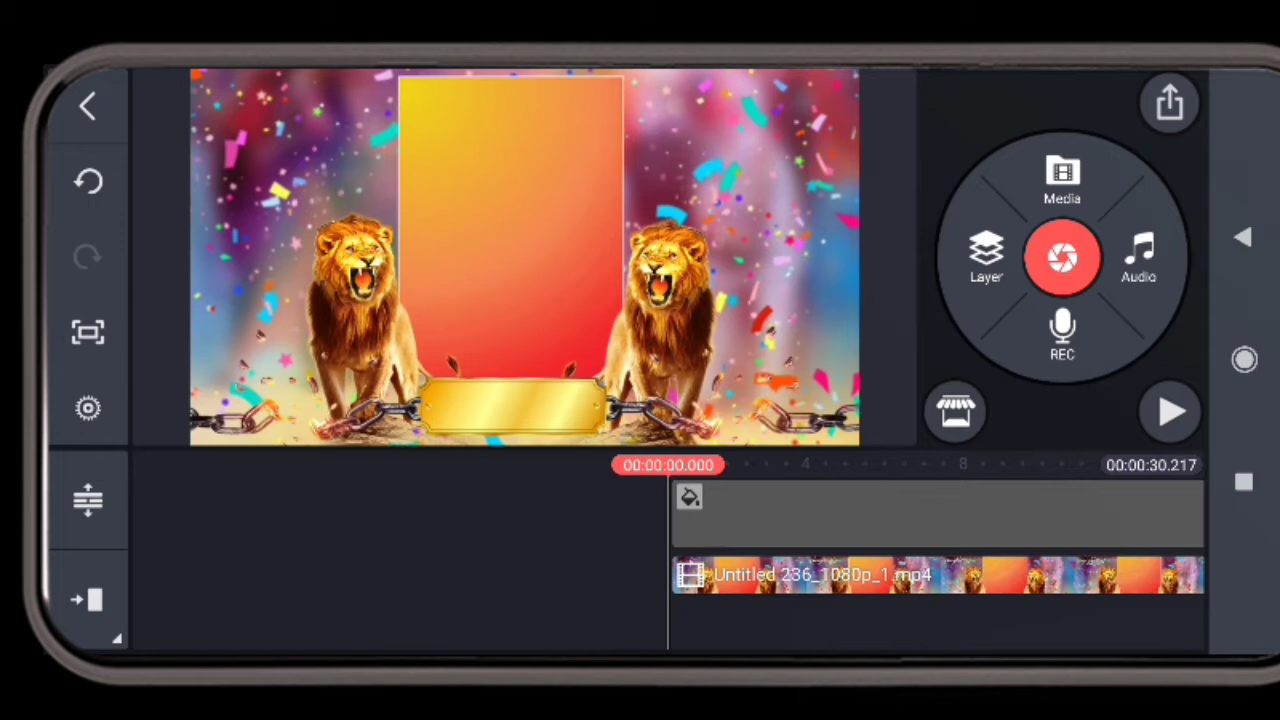 Media
Layer
Audio
REC
00:00:00.000
4
8
00:00:30.217
Untitled 236_1080p_1.mp4